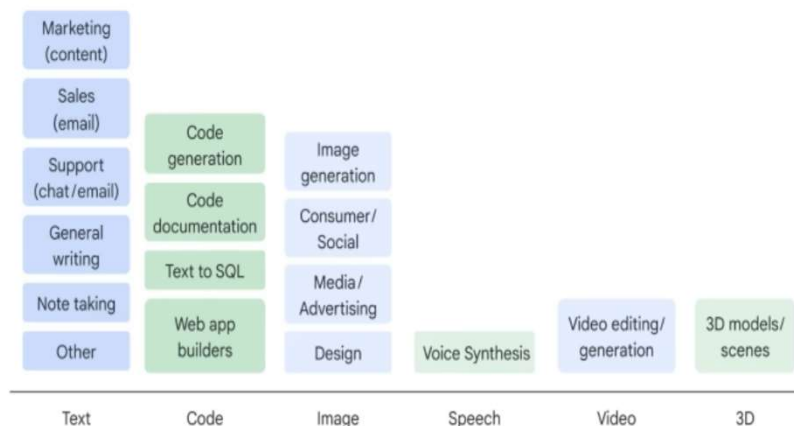 Marketing
(content)
Sales
(email)
Support
(chat/email)
General
writing
Note taking
Other
Code
generation
Code
documentation
Text to SQL
Web app
builders
Image
generation
Consumer/
Social
Media/
Advertising
Design
Voice Synthesis
Video editing/
generation
3D models/
scenes
Text
Code
Image
Speech
Video
3D